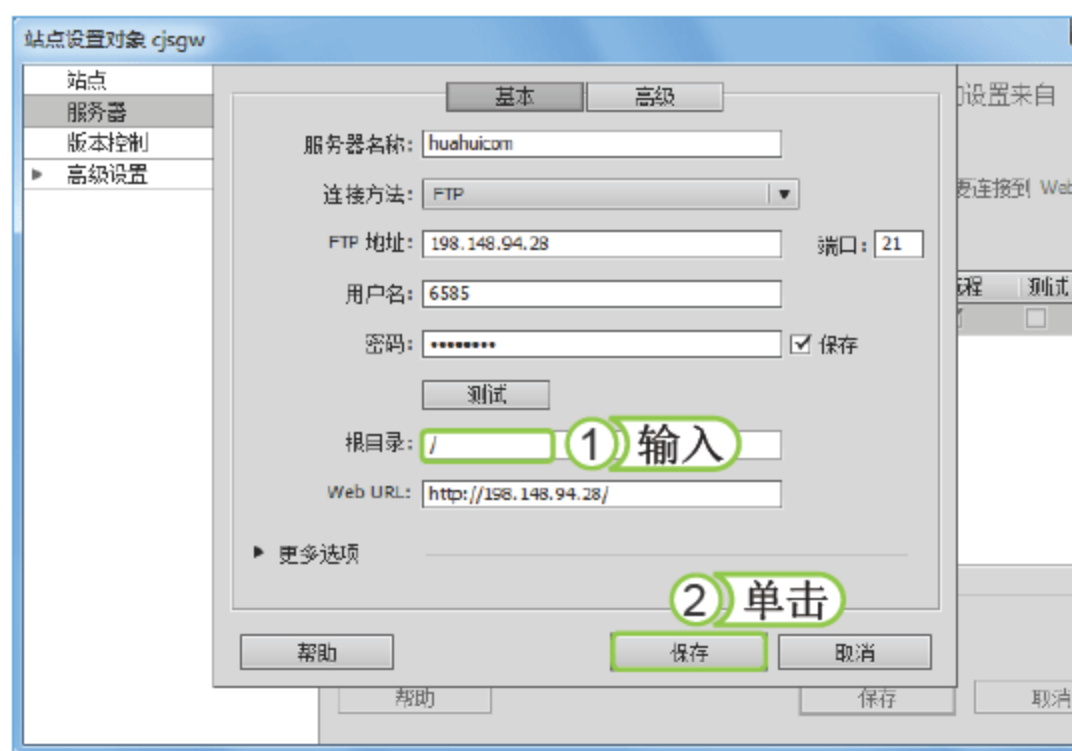 站点设置对象 cjsgw
站点
服务器
版本控制
高级设置
基本 高级
设置来自
服务器名称: huahuicom
连接方法: FTP
要连接到 Web
FTP 地址: 198.148.94.28 端口: 21
用户名: 6585
远程 测试
密码: •••••••• 保存
测试
根目录: / ① 输入
Web URL: http://198.148.94.28/
更多选项
② 单击
帮助 保存 取消
帮助 保存 取消